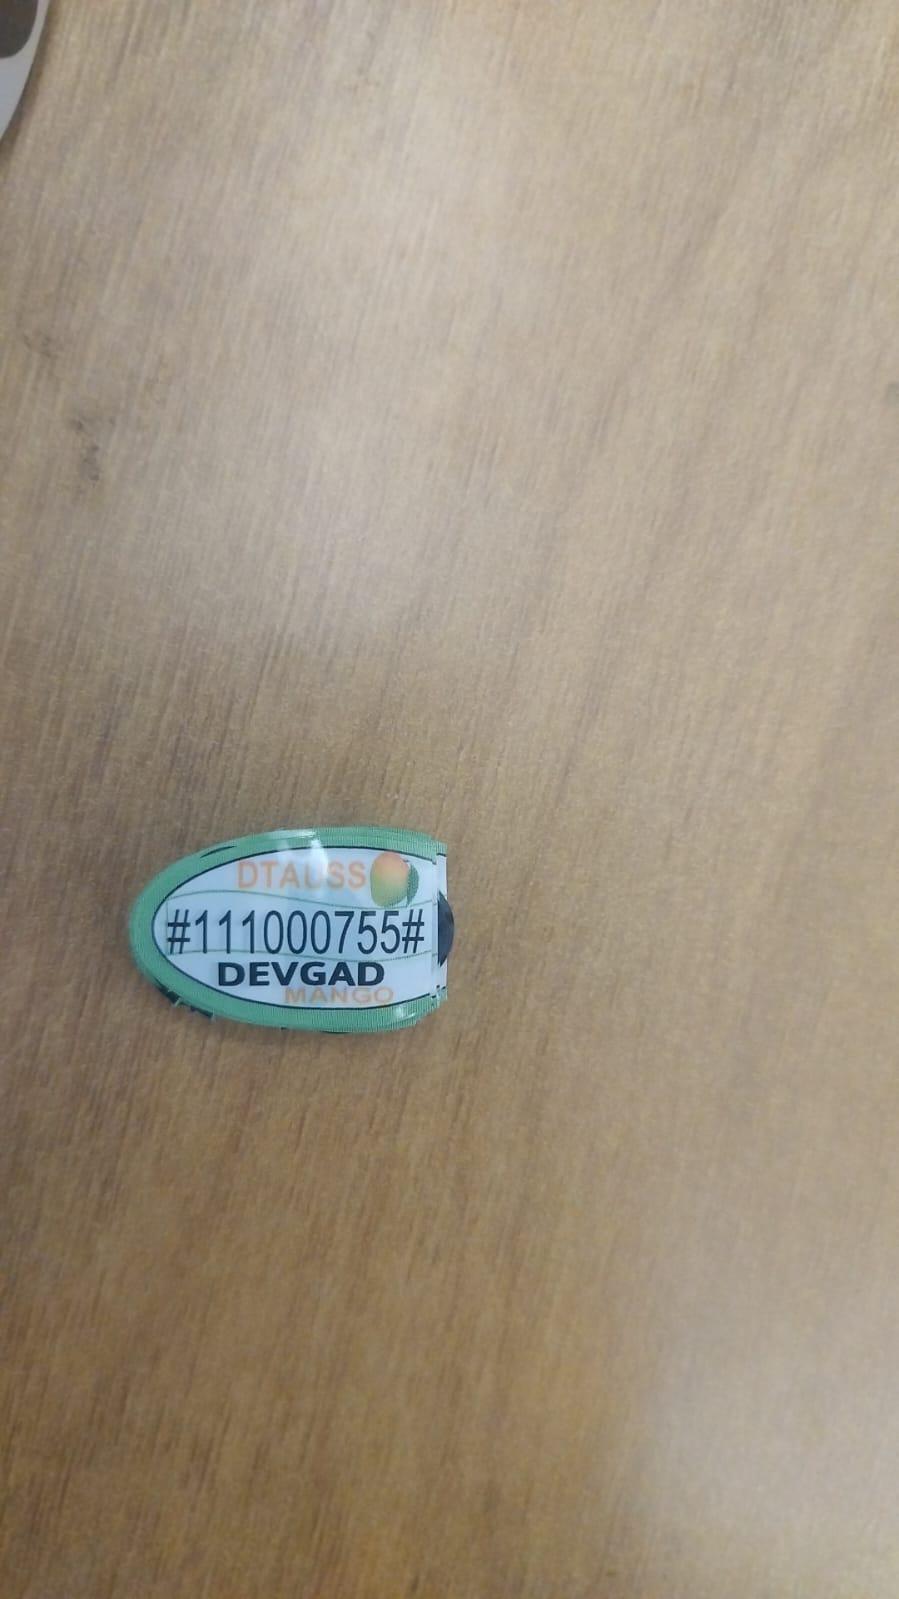 DTAUSS
#111000755#
DEVGAD
MANGO